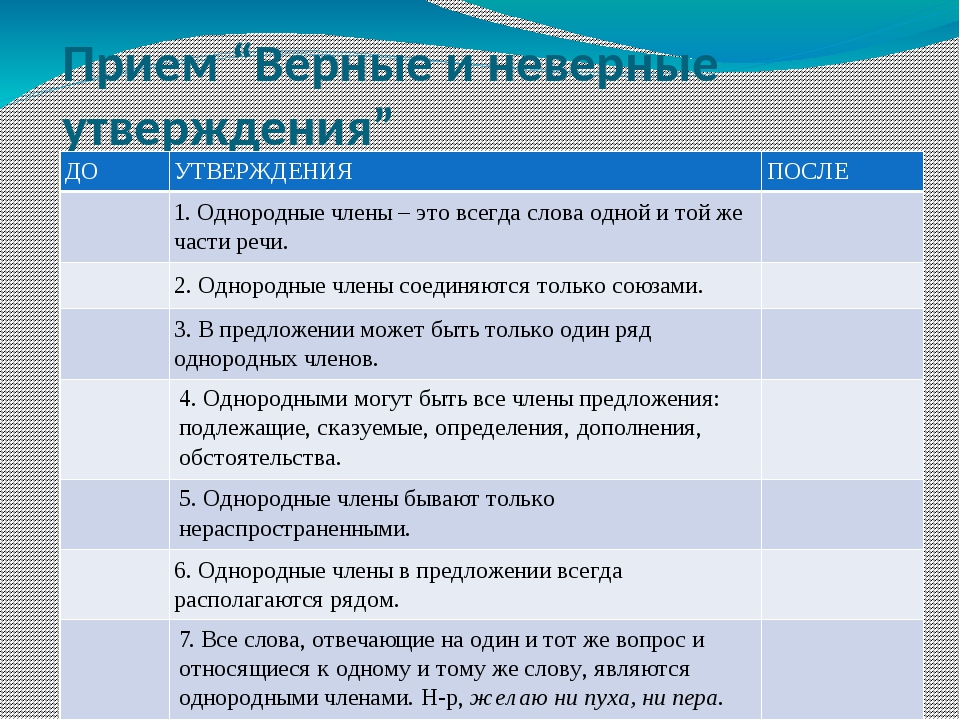 Прием “Верные и неверные
утверждения”
ДО УТВЕРЖДЕНИЯ ПОСЛЕ
1. Однородные члены – это всегда слова одной и той же
части речи.
2. Однородные члены соединяются только союзами.
3. В предложении может быть только один ряд
однородных членов.
4. Однородными могут быть все члены предложения:
подлежащие, сказуемые, определения, дополнения,
обстоятельства.
5. Однородные члены бывают только
нераспространенными.
6. Однородные члены в предложении всегда
располагаются рядом.
7. Все слова, отвечающие на один и тот же вопрос и
относящиеся к одному и тому же слову, являются
однородными членами. Н-р, желаю ни пуха, ни пера.